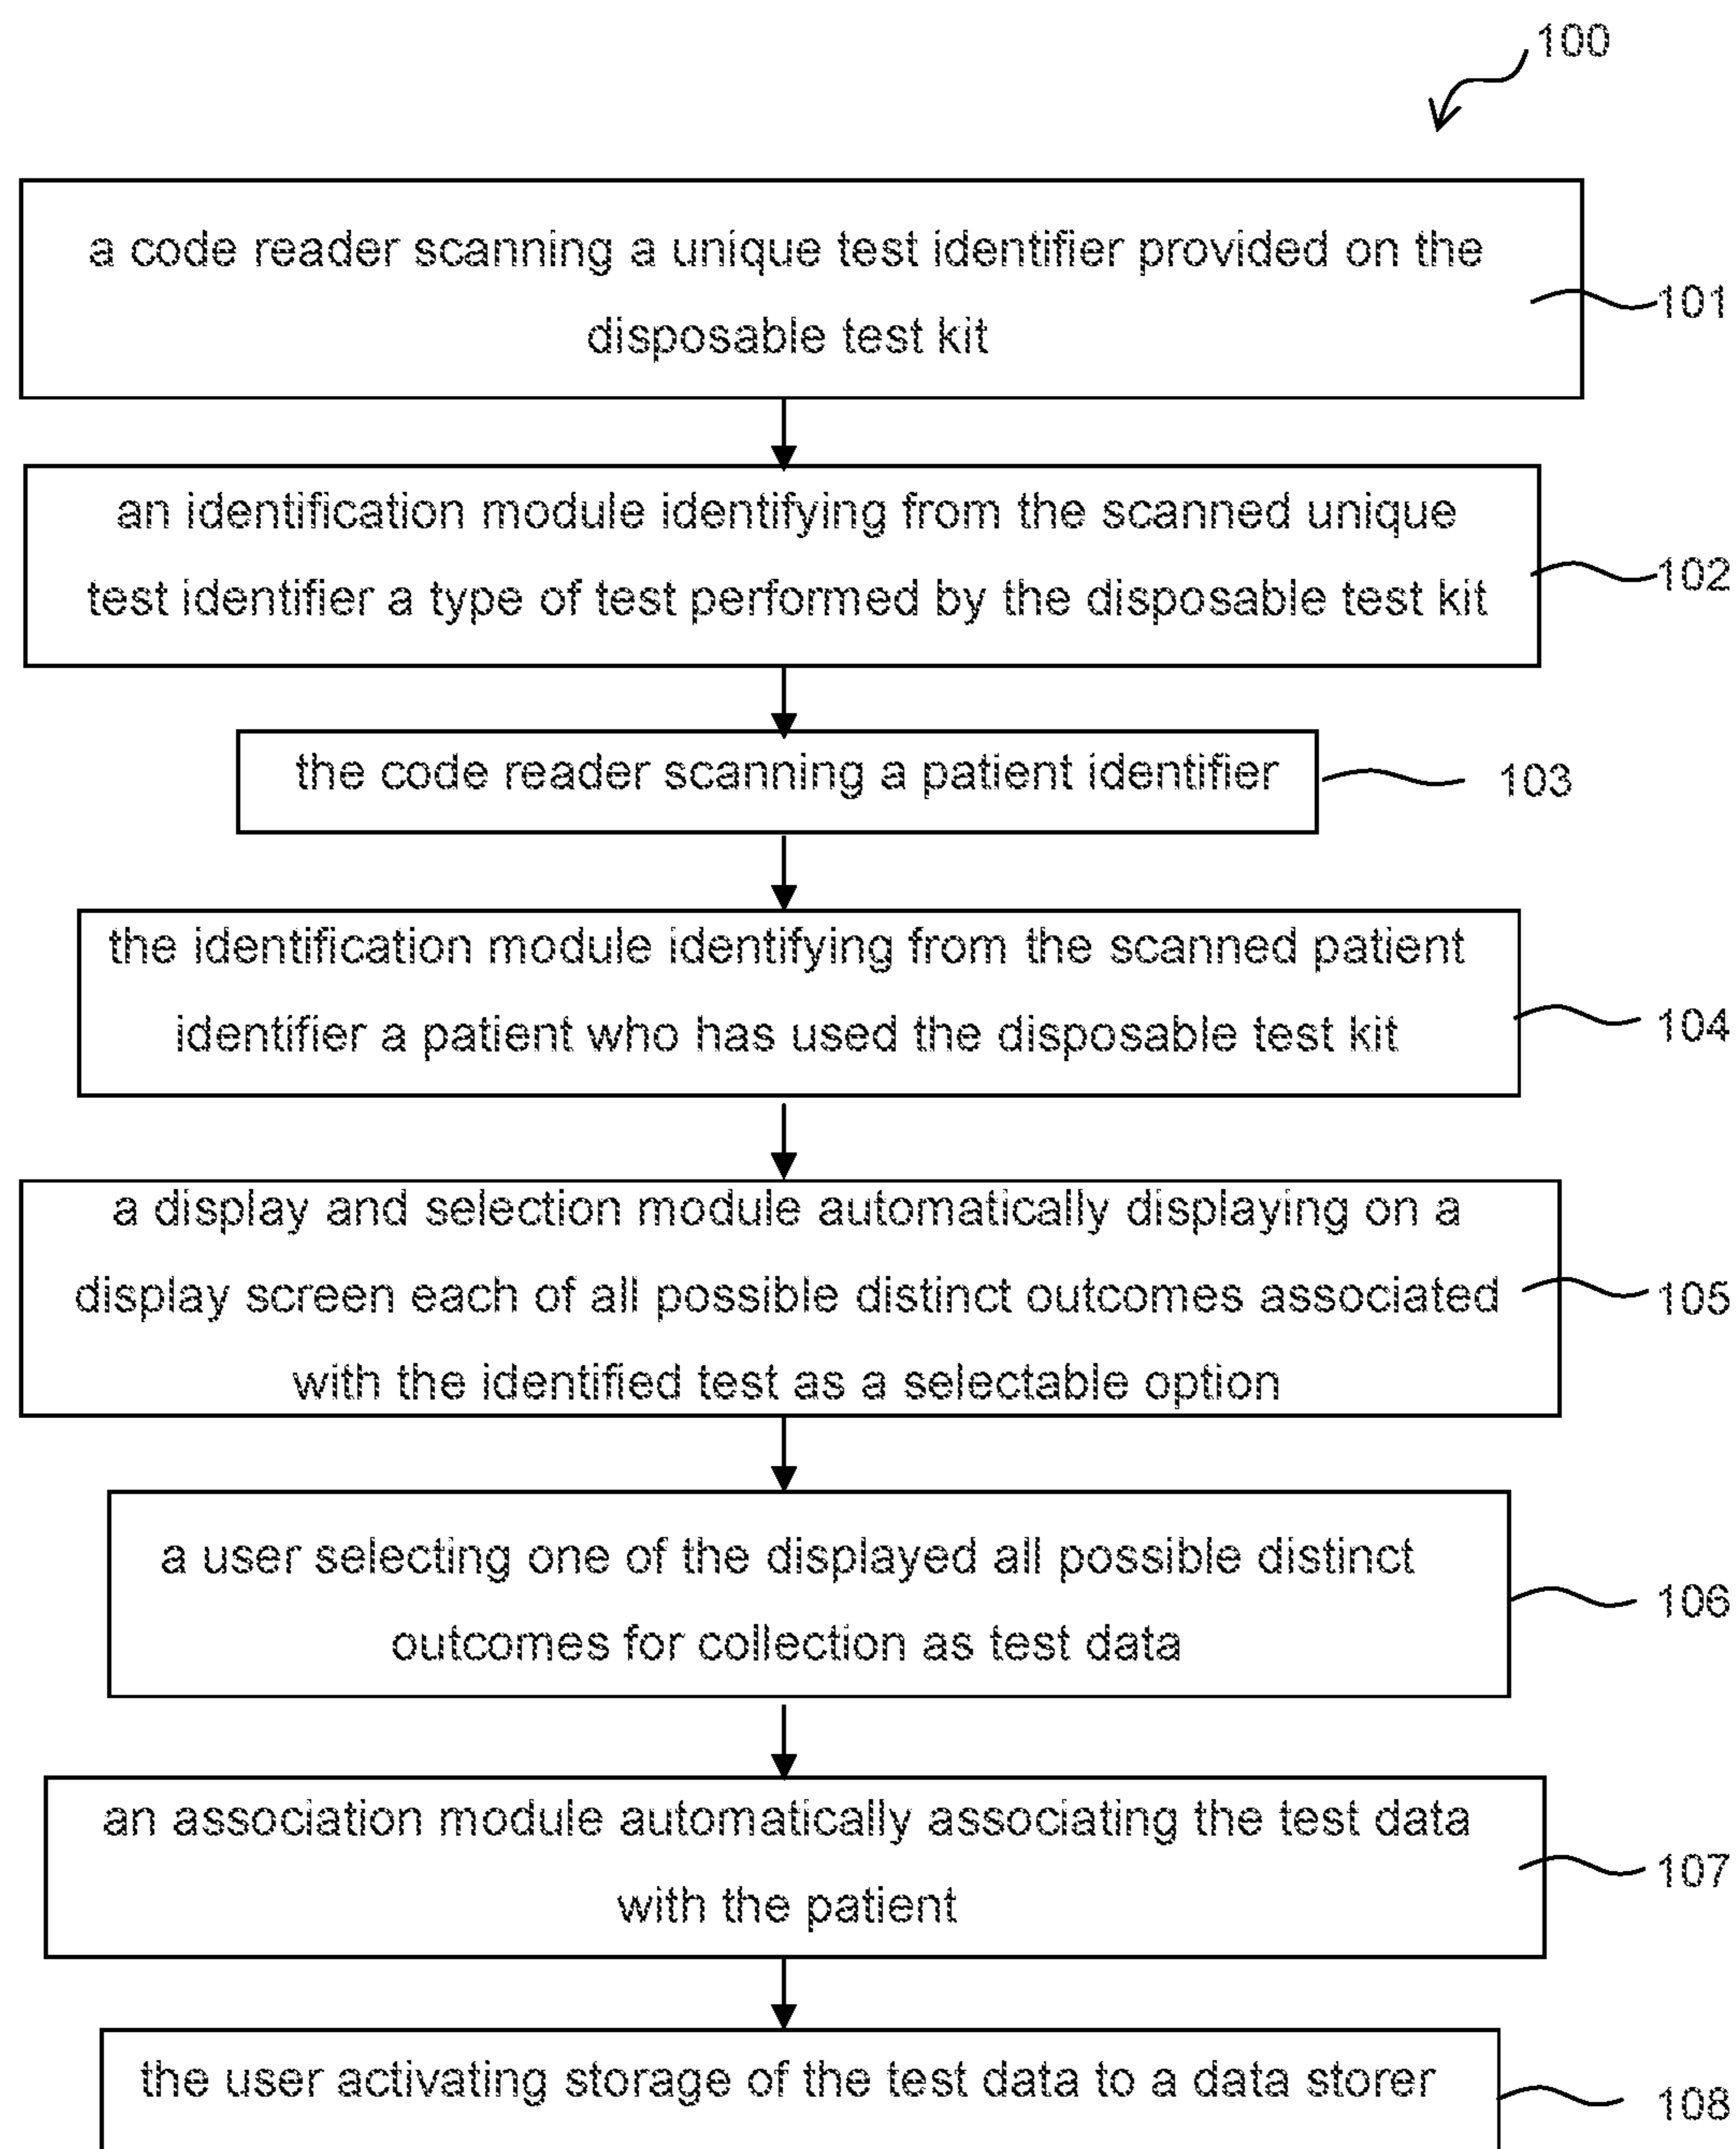 100
a code reader scanning a unique test identifier provided on the
disposable test kit
101
an identification module identifying from the scanned unique
test identifier a type of test performed by the disposable test kit
102
the code reader scanning a patient identifier
103
the identification module identifying from the scanned patient
identifier a patient who has used the disposable test kit
104
a display and selection module automatically displaying on a
display screen each of all possible distinct outcomes associated
with the identified test as a selectable option
105
a user selecting one of the displayed all possible distinct
outcomes for collection as test data
106
an association module automatically associating the test data
with the patient
107
the user activating storage of the test data to a data storer
108